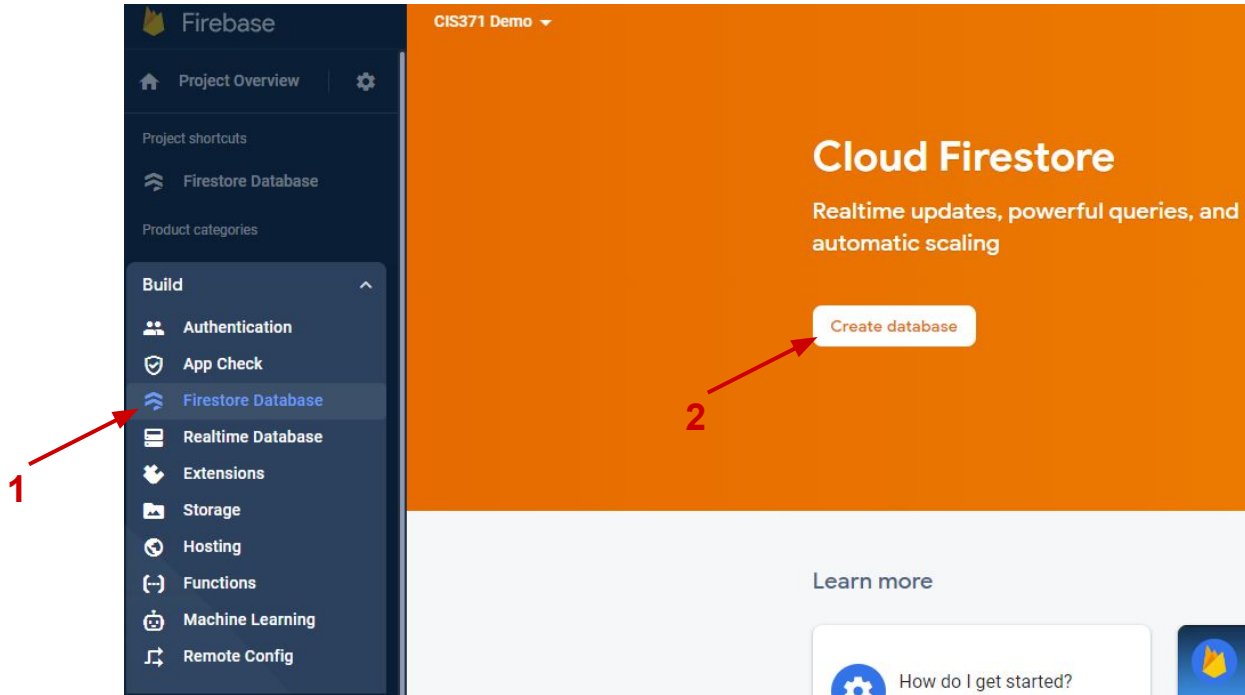 Firebase
CIS371 Demo
Project Overview
Project shortcuts
Firestore Database
Product categories
Build
Authentication
App Check
Firestore Database
Realtime Database
Extensions
Storage
Hosting
Functions
Machine Learning
Remote Config
1
Cloud Firestore
Realtime updates, powerful queries, and
automatic scaling
Create database
2
Learn more
How do I get started?